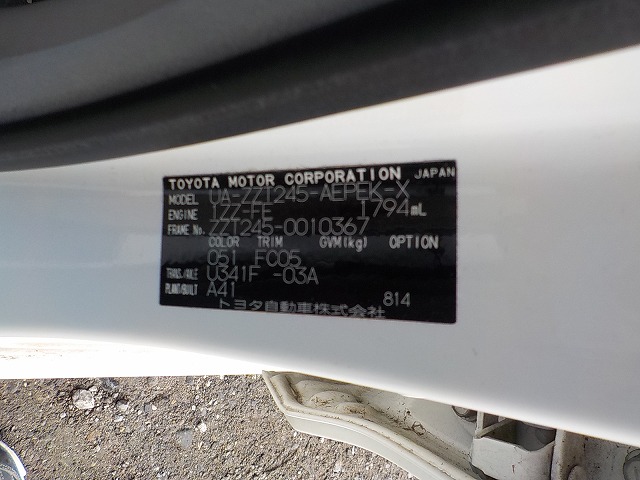 TOYOTA MOTOR CORPORATION JAPAN
MODEL UA-ZZT245-AEPEK-X
ENGINE 1ZZ-FE 1794mL
FRAME No. ZZT245-0010367
COLOR TRIM GVM(kg) OPTION
051 FC05
TRANS./AXLE U341F -03A
PLANT/BUILT A41
814
トヨタ自動車株式会社